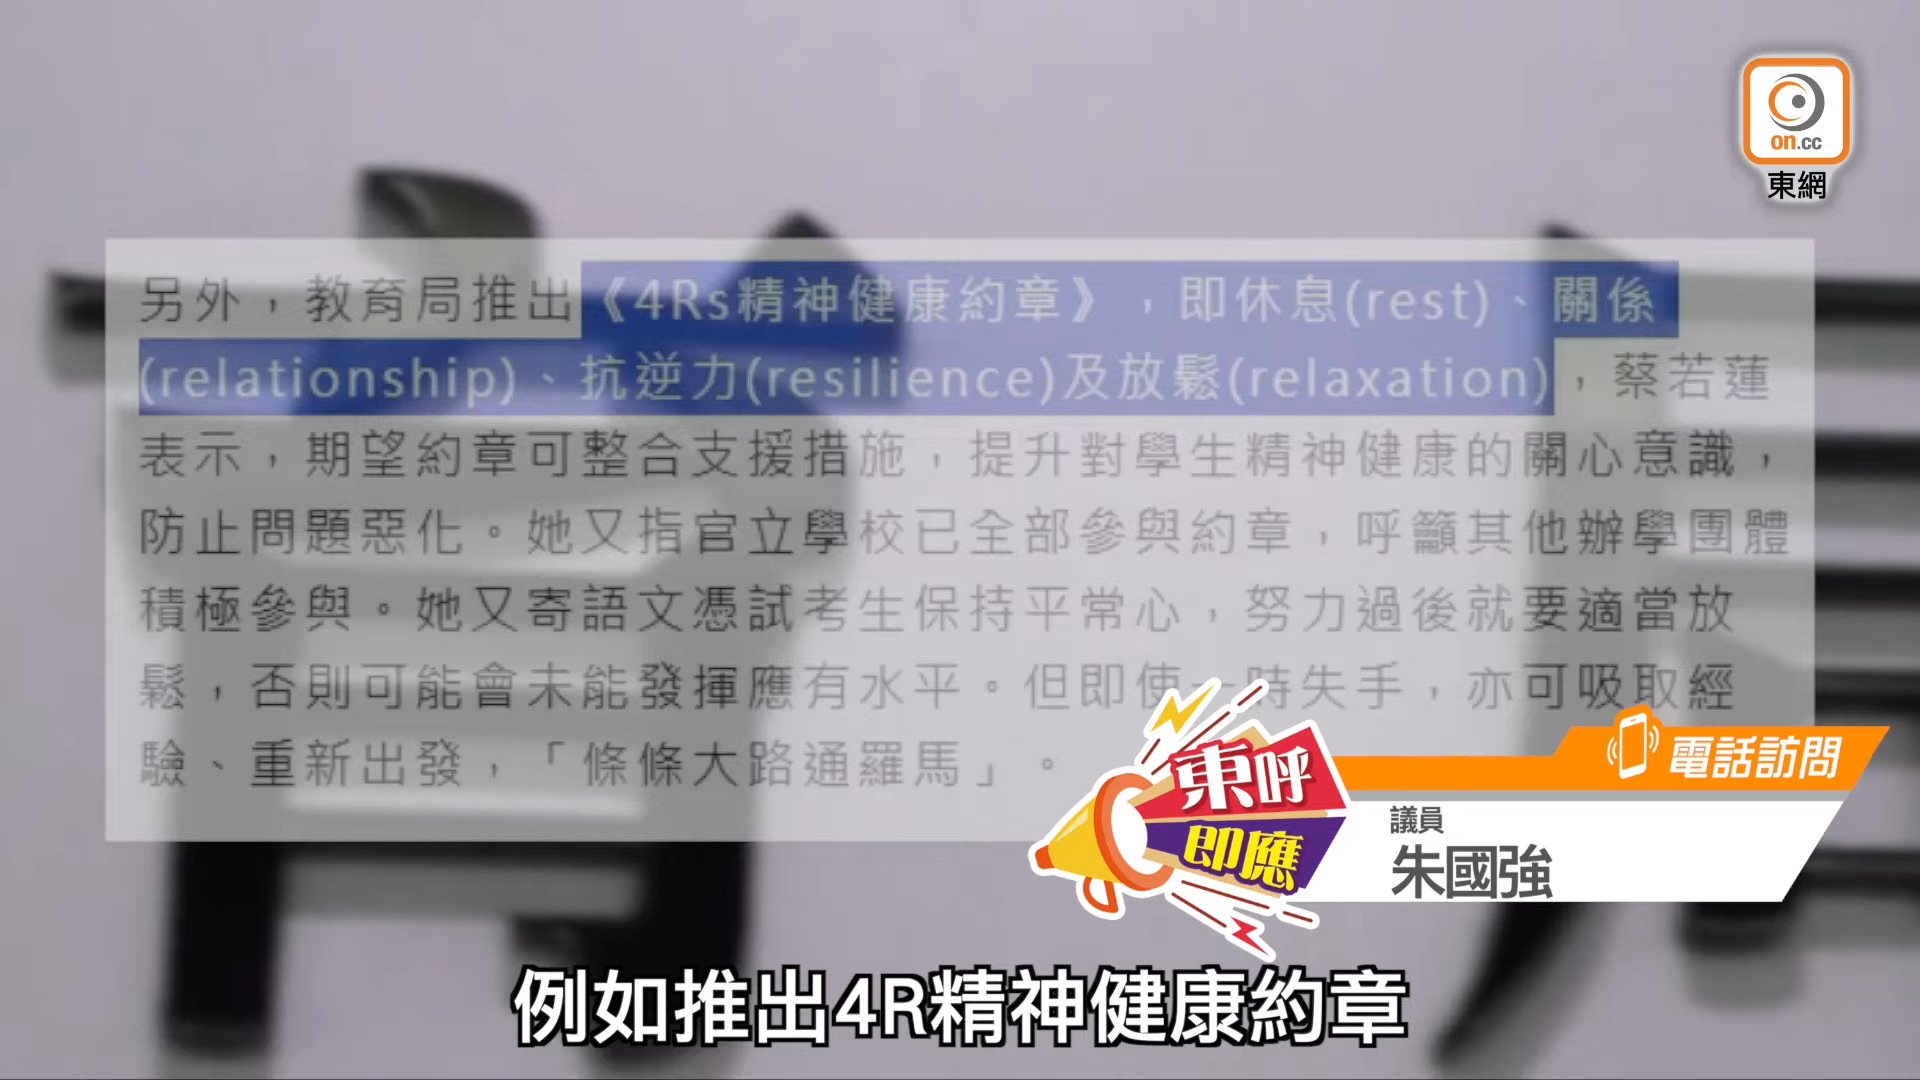 on.cc
東網
另外，教育局推出《4Rs精神健康約章》，即休息(rest)、關係
(relationship)、抗逆力(resilience)及放鬆(relaxation)，蔡若蓮
表示，期望約章可整合支援措施，提升對學生精神健康的關心意識，
防止問題惡化。她又指官立學校已全部參與約章，呼籲其他辦學團體
積極參與。她又寄語文憑試考生保持平常心，努力過後就要適當放
鬆，否則可能會未能發揮應有水平。但即使一時失手，亦可吸取經
驗、重新出發，「條條大路通羅馬」。
東呼
即應
電話訪問
議員
朱國強
例如推出4R精神健康約章